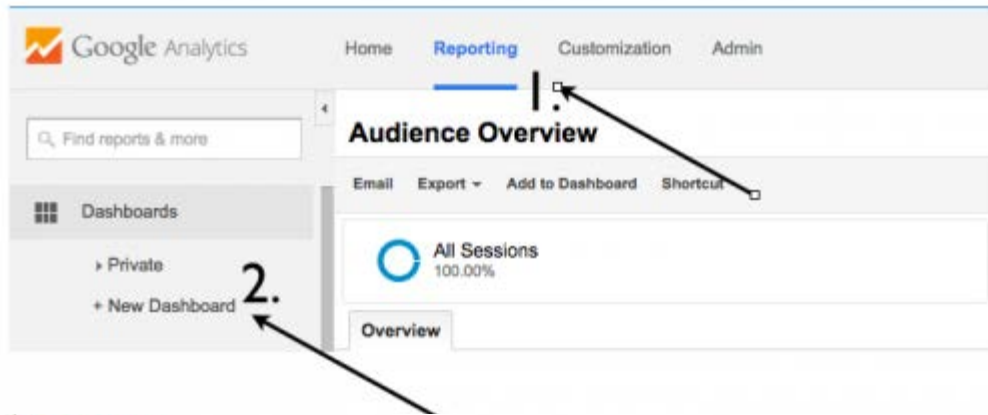 Google Analytics Home Reporting Customization Admin
1.
Find reports & more
Audience Overview
Email Export Add to Dashboard Shortcut
Dashboards
All Sessions
100.00%
Private
2.
+ New Dashboard
Overview